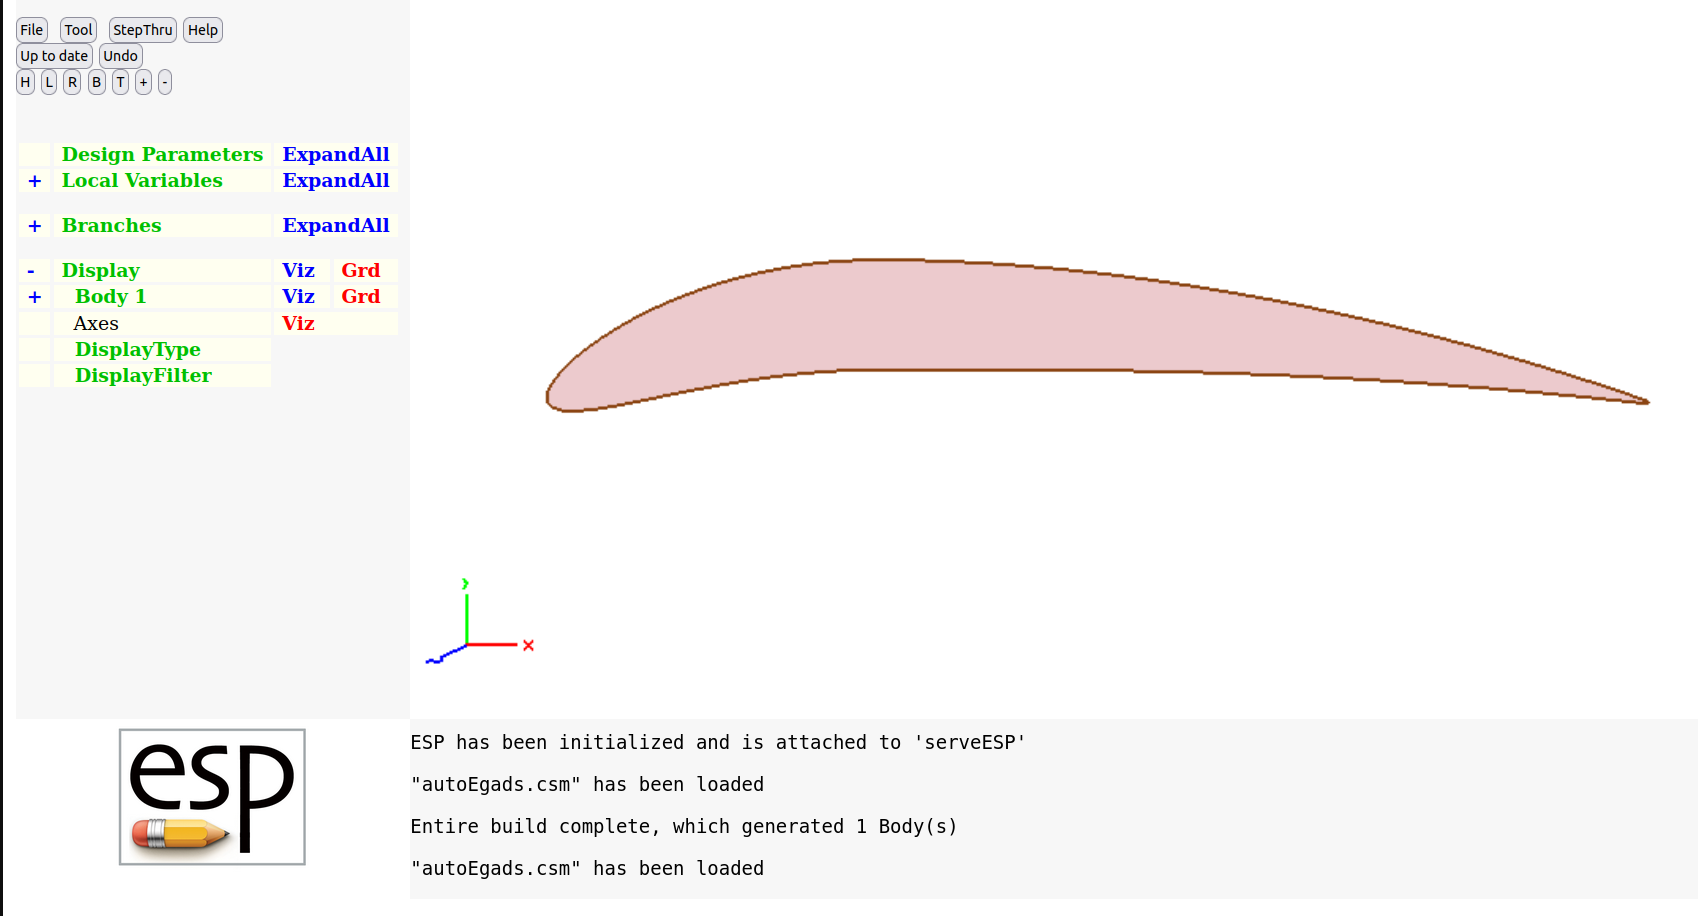 File Tool StepThru Help
Up to date Undo
H L R B T + -
Design Parameters ExpandAll
+ Local Variables ExpandAll
+ Branches ExpandAll
- Display Viz Grd
+ Body 1 Viz Grd
Axes Viz
DisplayType
DisplayFilter
y
x
esp
ESP has been initialized and is attached to 'serveESP'
"autoEgads.csm" has been loaded
Entire build complete, which generated 1 Body(s)
"autoEgads.csm" has been loaded